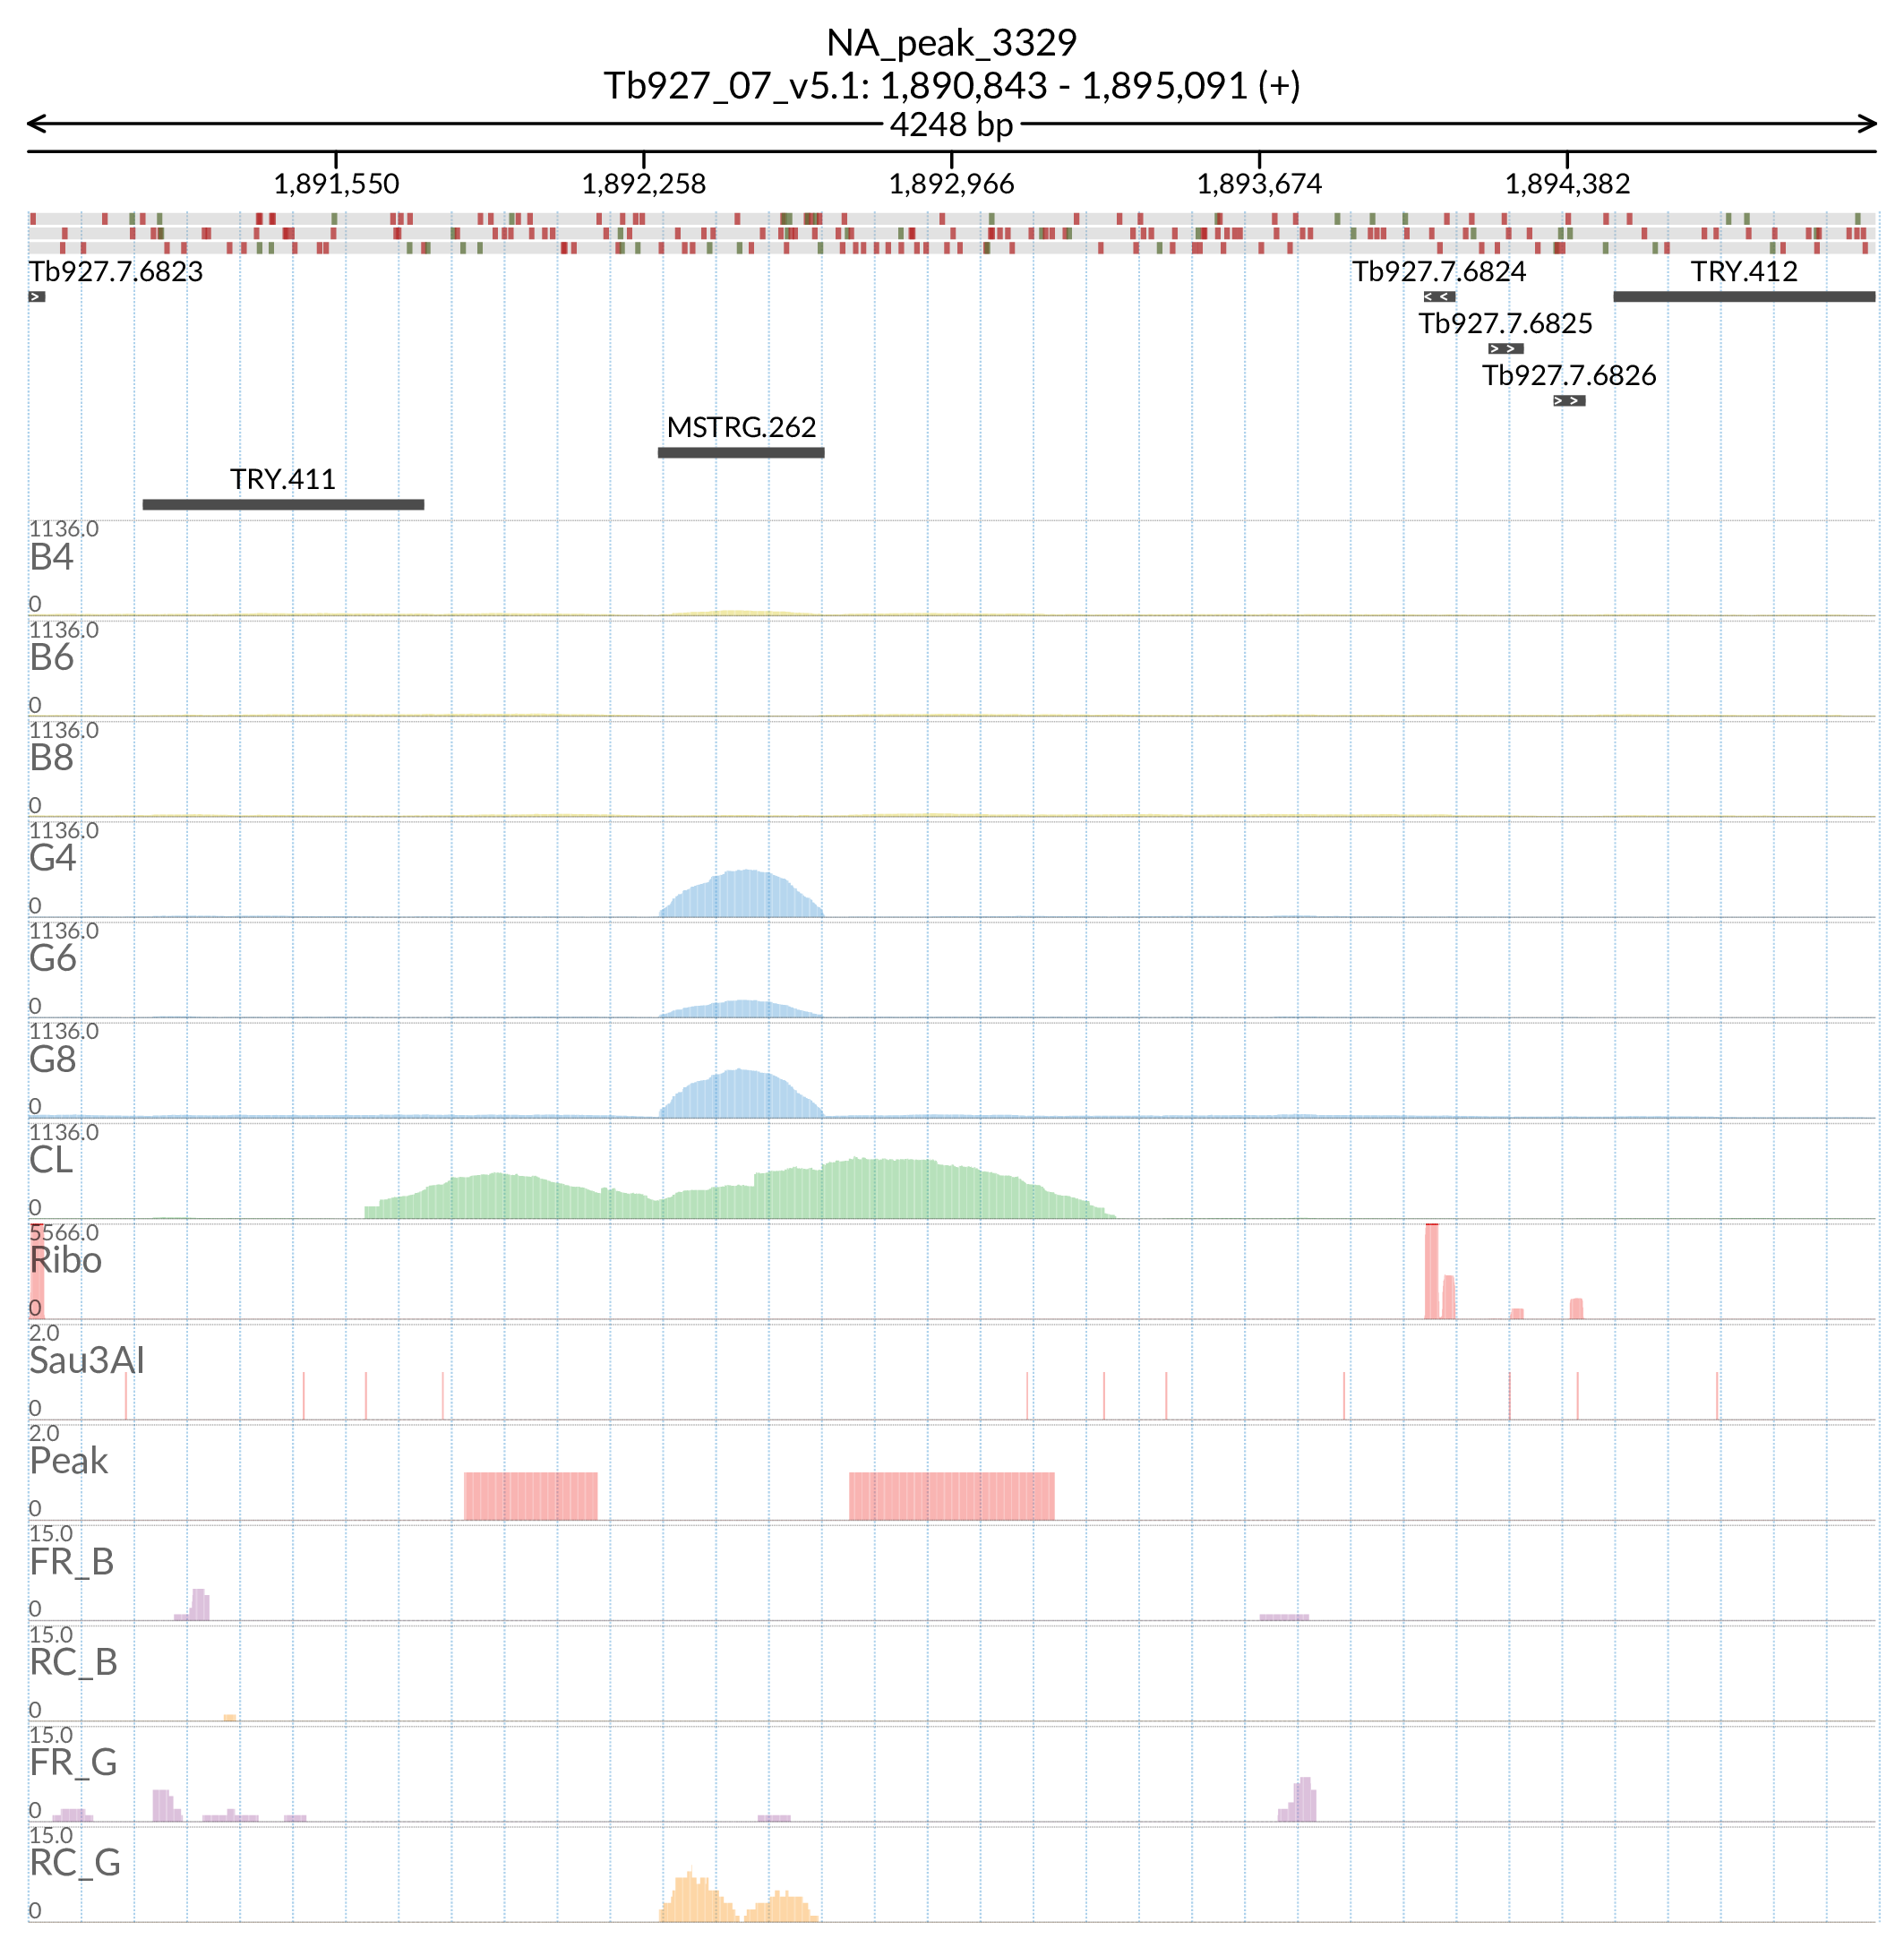 NA_peak_3329
Tb927_07_v5.1: 1,890,843 - 1,895,091 (+)
4248 bp
1,891,550 1,892,258 1,892,966 1,893,674 1,894,382
Tb927.7.6823 Tb927.7.6824 TRY.412
Tb927.7.6825
Tb927.7.6826
MSTRG.262
TRY.411
1136.0
B4
0
1136.0
B6
0
1136.0
B8
0
1136.0
G4
0
1136.0
G6
0
1136.0
G8
0
1136.0
CL
0
5566.0
Ribo
0
2.0
Sau3AI
0
2.0
Peak
0
15.0
FR_B
0
15.0
RC_B
0
15.0
FR_G
0
15.0
RC_G
0